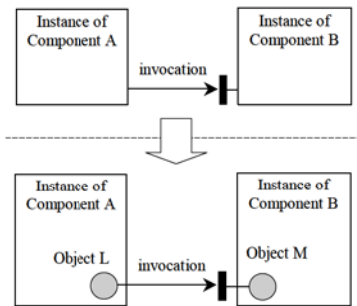 Instance of
Component A
Instance of
Component B
invocation
Instance of
Component A
Instance of
Component B
Object L
invocation
Object M